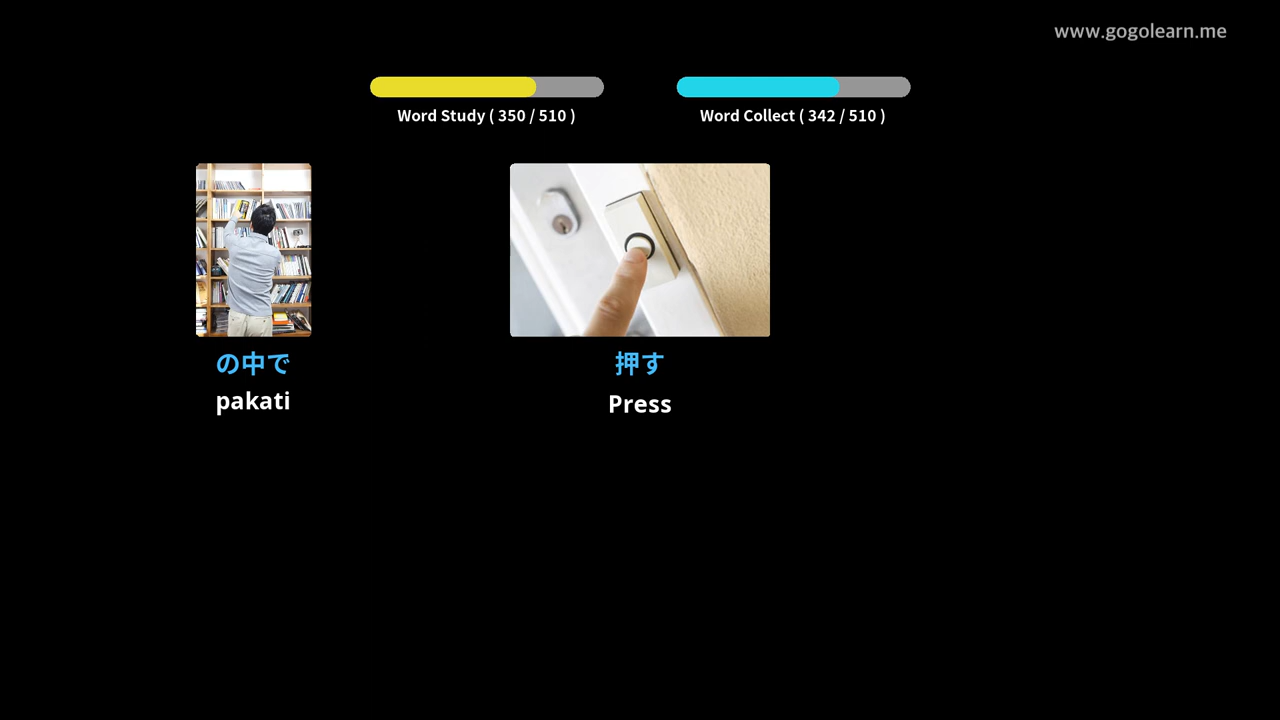 www.gogolearn.me
Word Study ( 350 / 510 )
Word Collect ( 342 / 510 )
の中で
pakati
押す
Press